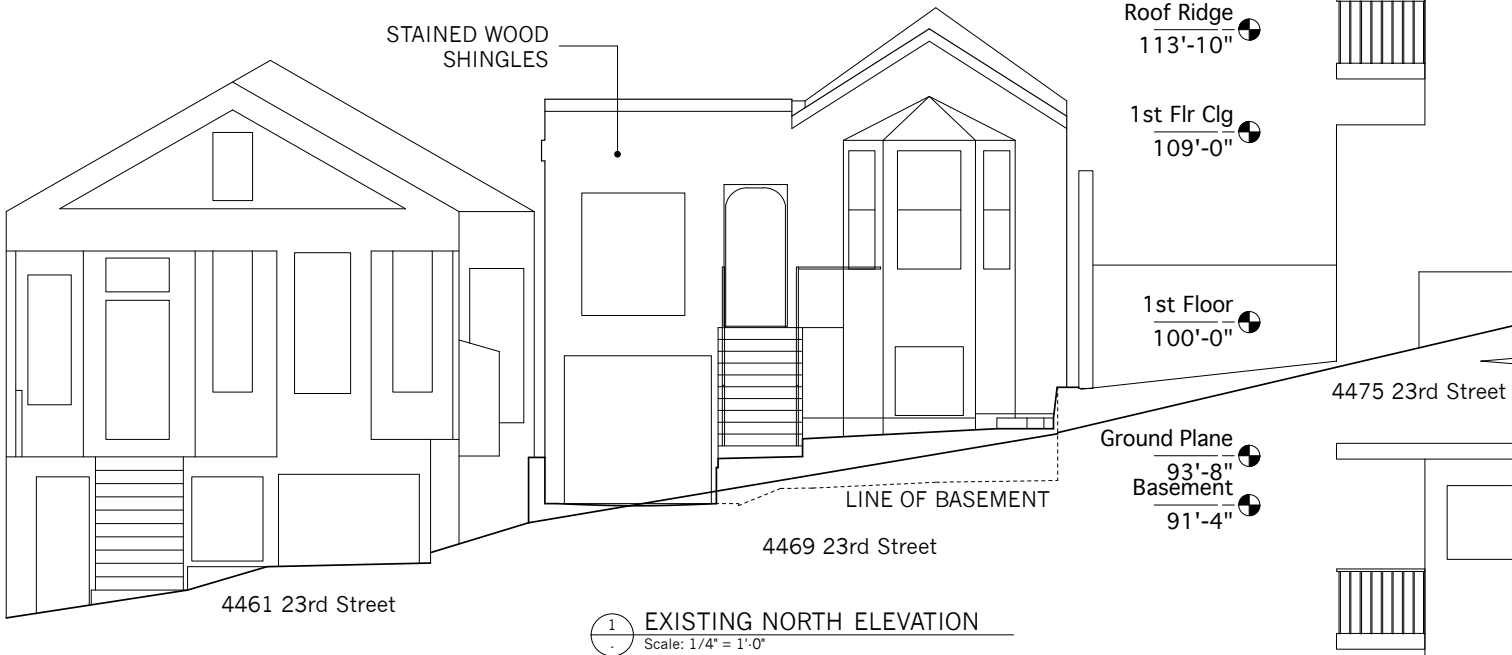 STAINED WOOD
SHINGLES
Roof Ridge
113'-10"
1st Flr Clg
109'-0"
1st Floor
100'-0"
4475 23rd Street
Ground Plane
93'-8"
Basement
91'-4"
LINE OF BASEMENT
4469 23rd Street
4461 23rd Street
1
.
EXISTING NORTH ELEVATION
Scale: 1/4" = 1'-0"